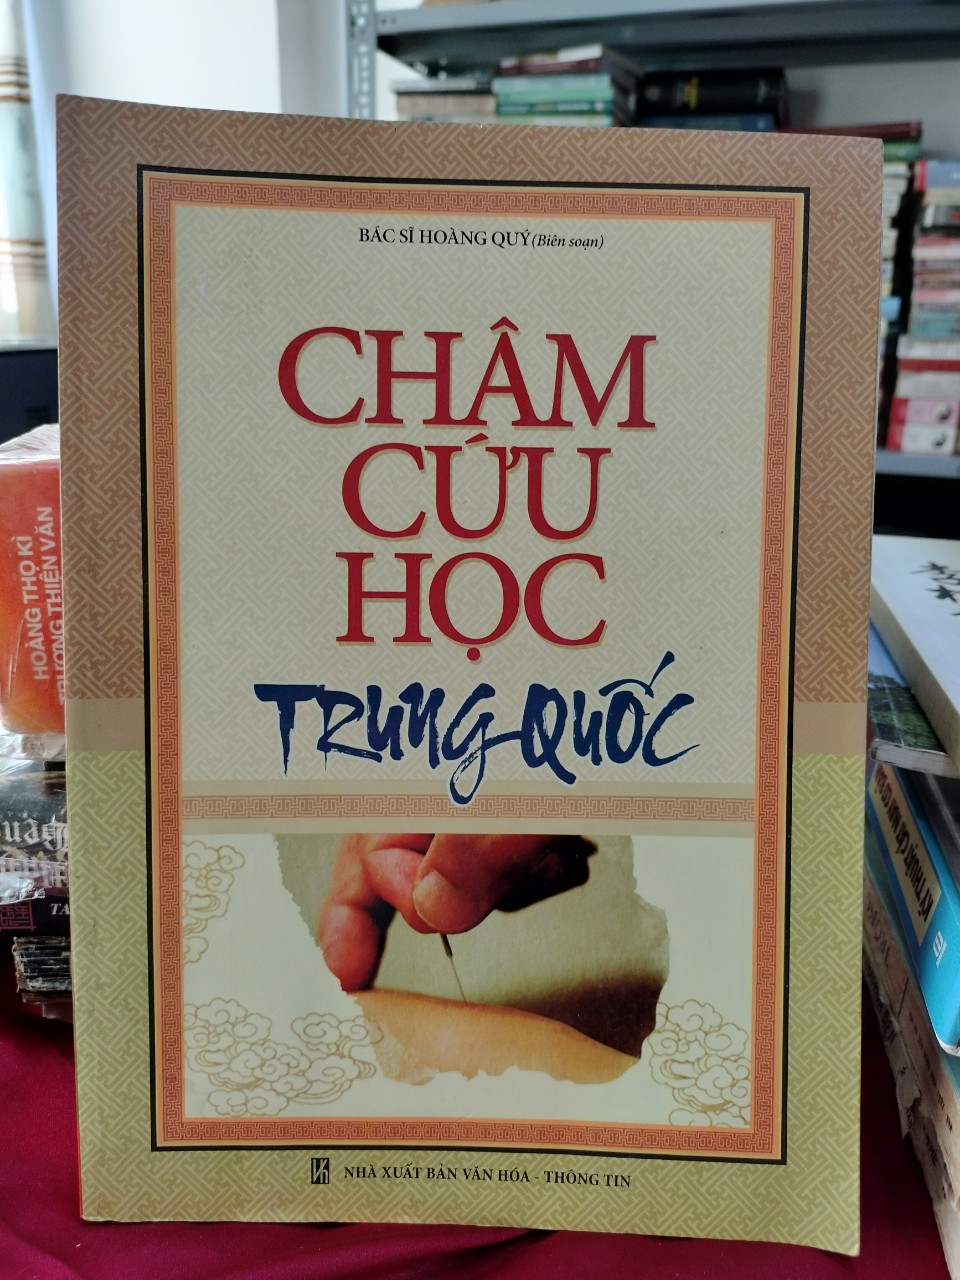 BÁC SĨ HOÀNG QUÝ (Biên soạn)
CHÂM
CỨU
HỌC
TRUNG QUỐC
NHÀ XUẤT BẢN VĂN HÓA - THÔNG TIN
HOÀNG THỌ KÌ
TRƯƠNG THIÊN VĂN